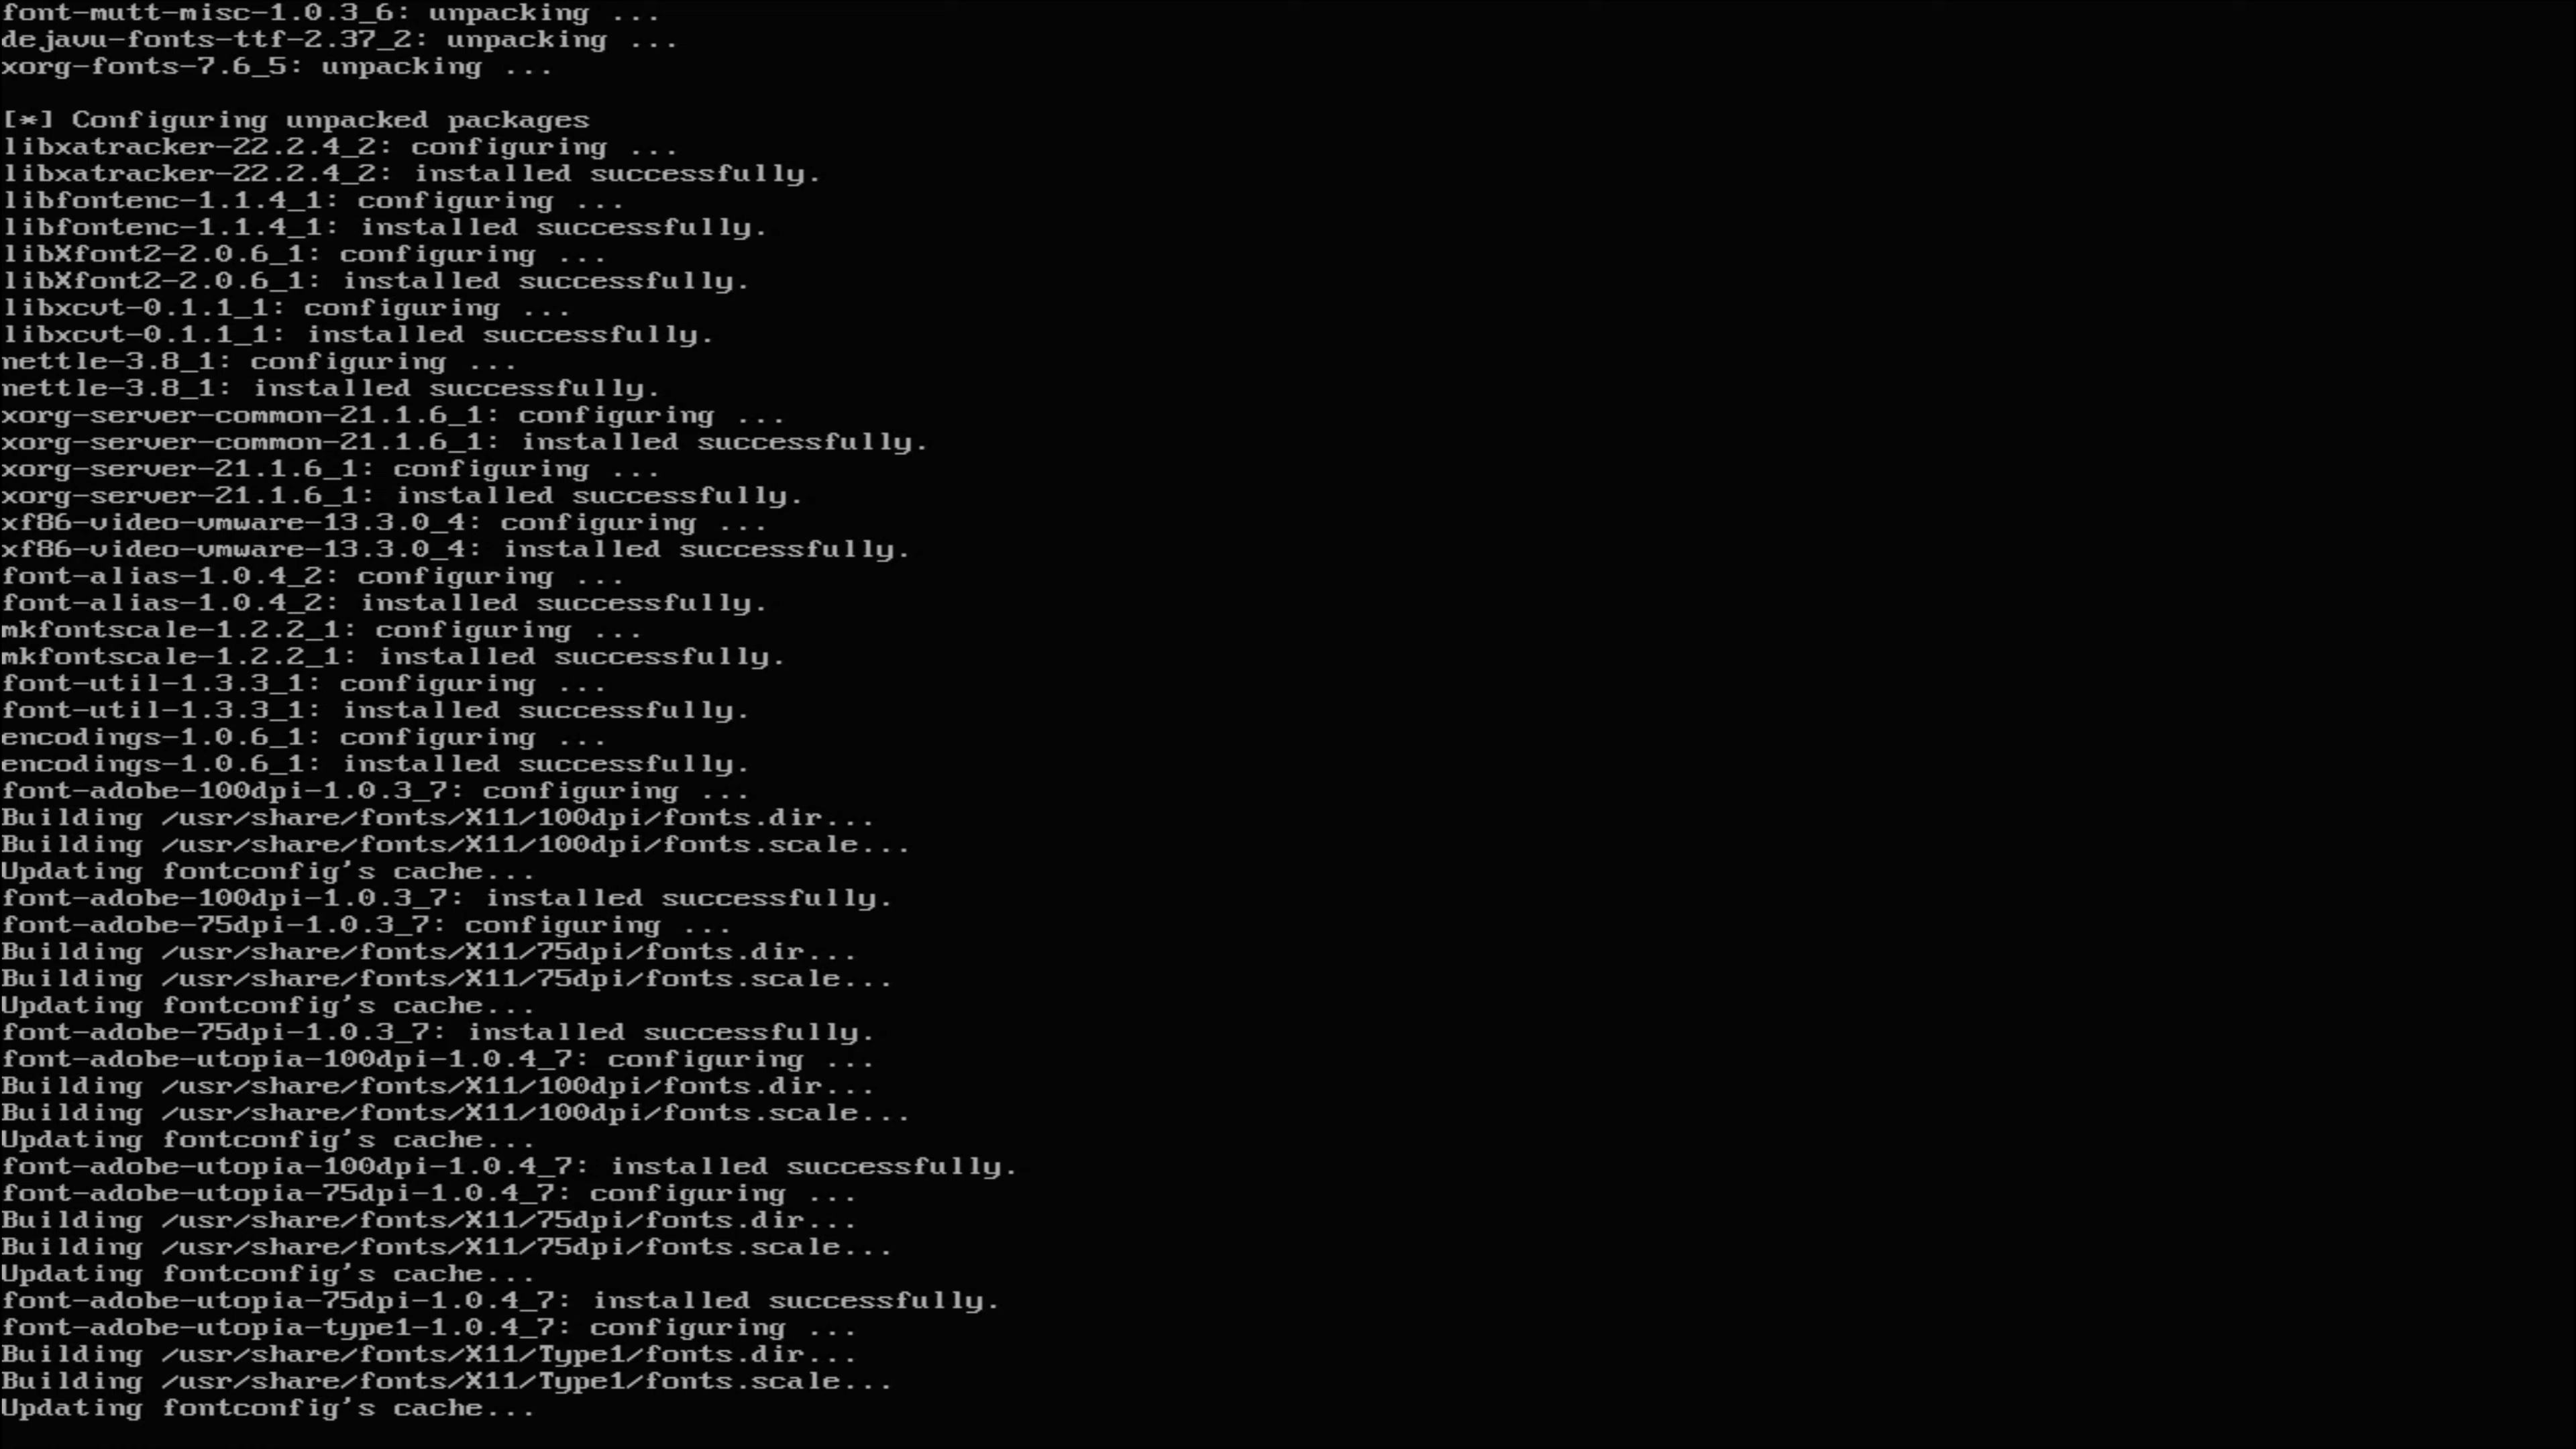 font-mutt-misc-1.0.3_6: unpacking ...
dejavu-fonts-ttf-2.37_2: unpacking ...
xorg-fonts-7.6_5: unpacking ...
[*] Configuring unpacked packages
libxatracker-22.2.4_2: configuring ...
libxatracker-22.2.4_2: installed successfully.
libfontenc-1.1.4_1: configuring ...
libfontenc-1.1.4_1: installed successfully.
libXfont2-2.0.6_1: configuring ...
libXfont2-2.0.6_1: installed successfully.
libxcvt-0.1.1_1: configuring ...
libxcvt-0.1.1_1: installed successfully.
nettle-3.8_1: configuring ...
nettle-3.8_1: installed successfully.
xorg-server-common-21.1.6_1: configuring ...
xorg-server-common-21.1.6_1: installed successfully.
xorg-server-21.1.6_1: configuring ...
xorg-server-21.1.6_1: installed successfully.
xf86-video-vmware-13.3.0_4: configuring ...
xf86-video-vmware-13.3.0_4: installed successfully.
font-alias-1.0.4_2: configuring ...
font-alias-1.0.4_2: installed successfully.
mkfontscale-1.2.2_1: configuring ...
mkfontscale-1.2.2_1: installed successfully.
font-util-1.3.3_1: configuring ...
font-util-1.3.3_1: installed successfully.
encodings-1.0.6_1: configuring ...
encodings-1.0.6_1: installed successfully.
font-adobe-100dpi-1.0.3_7: configuring ...
Building /usr/share/fonts/X11/100dpi/fonts.dir...
Building /usr/share/fonts/X11/100dpi/fonts.scale...
Updating fontconfig's cache...
font-adobe-100dpi-1.0.3_7: installed successfully.
font-adobe-75dpi-1.0.3_7: configuring ...
Building /usr/share/fonts/X11/75dpi/fonts.dir...
Building /usr/share/fonts/X11/75dpi/fonts.scale...
Updating fontconfig's cache...
font-adobe-75dpi-1.0.3_7: installed successfully.
font-adobe-utopia-100dpi-1.0.4_7: configuring ...
Building /usr/share/fonts/X11/100dpi/fonts.dir...
Building /usr/share/fonts/X11/100dpi/fonts.scale...
Updating fontconfig's cache...
font-adobe-utopia-100dpi-1.0.4_7: installed successfully.
font-adobe-utopia-75dpi-1.0.4_7: configuring ...
Building /usr/share/fonts/X11/75dpi/fonts.dir...
Building /usr/share/fonts/X11/75dpi/fonts.scale...
Updating fontconfig's cache...
font-adobe-utopia-75dpi-1.0.4_7: installed successfully.
font-adobe-utopia-type1-1.0.4_7: configuring ...
Building /usr/share/fonts/X11/Type1/fonts.dir...
Building /usr/share/fonts/X11/Type1/fonts.scale...
Updating fontconfig's cache...